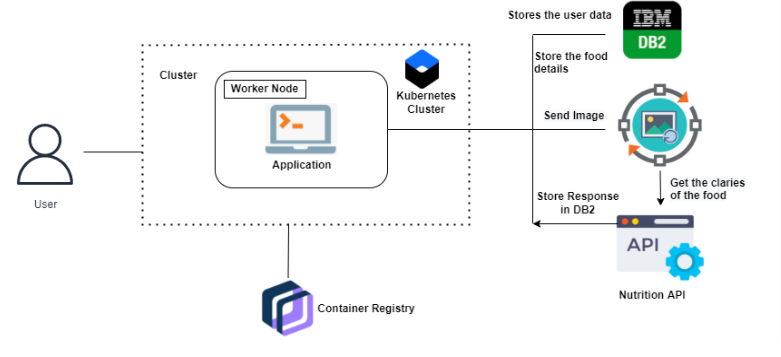 Stores the user data
IBM
DB2
Store the food
details
Cluster
Worker Node
Kubernetes
Cluster
Application
Send Image
User
Get the claries
of the food
Store Response
in DB2
API
Nutrition API
Container Registry